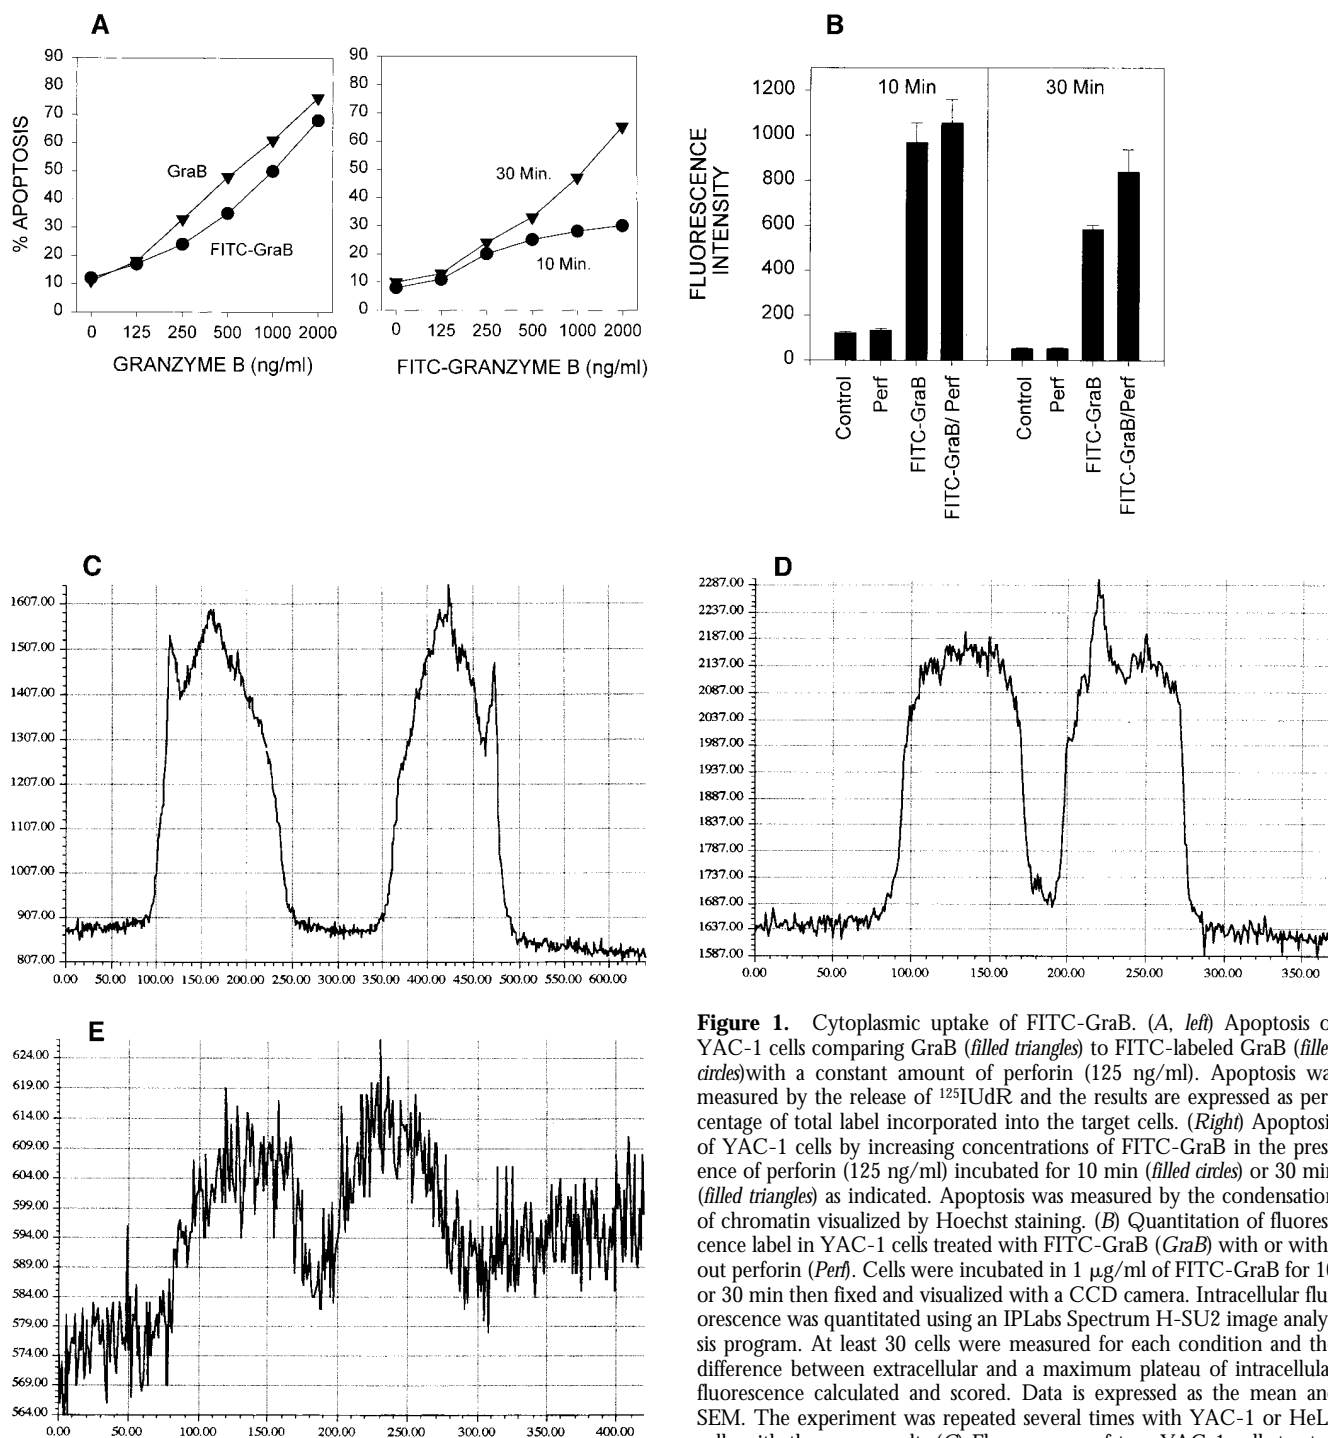 A
B
90
80
70
60
50
40
30
20
10
0
% APOPTOSIS
GraB
FITC-GraB
0 125 250 500 1000 2000
GRANZYME B (ng/ml)
90
80
70
60
50
40
30
20
10
0
30 Min.
10 Min.
0 125 250 500 1000 2000
FITC-GRANZYME B (ng/ml)
FLUORESCENCE
INTENSITY
1200
1000
800
600
400
200
0
10 Min
30 Min
Control
Perf
FITC-GraB
FITC-GraB/ Perf
Control
Perf
FITC-GraB
FITC-GraB/Perf
C
1607.00
1507.00
1407.00
1307.00
1207.00
1107.00
1007.00
907.00
807.00
0.00 50.00 100.00 150.00 200.00 250.00 300.00 350.00 400.00 450.00 500.00 550.00 600.00
D
2287.00
2237.00
2187.00
2137.00
2087.00
2037.00
1987.00
1937.00
1887.00
1837.00
1787.00
1737.00
1687.00
1637.00
1587.00
0.00 50.00 100.00 150.00 200.00 250.00 300.00 350.00
E
624.00
619.00
614.00
609.00
604.00
599.00
594.00
589.00
584.00
579.00
574.00
569.00
564.00
0.00 50.00 100.00 150.00 200.00 250.00 300.00 350.00 400.00
Figure 1. Cytoplasmic uptake of FITC-GraB. (A, left) Apoptosis o
YAC-1 cells comparing GraB (filled triangles) to FITC-labeled GraB (fille
circles)with a constant amount of perforin (125 ng/ml). Apoptosis wa
measured by the release of ¹²⁵IUdR and the results are expressed as per
centage of total label incorporated into the target cells. (Right) Apoptosi
of YAC-1 cells by increasing concentrations of FITC-GraB in the pres
ence of perforin (125 ng/ml) incubated for 10 min (filled circles) or 30 min
(filled triangles) as indicated. Apoptosis was measured by the condensation
of chromatin visualized by Hoechst staining. (B) Quantitation of fluores
cence label in YAC-1 cells treated with FITC-GraB (GraB) with or with
out perforin (Perf). Cells were incubated in 1 μg/ml of FITC-GraB for 10
or 30 min then fixed and visualized with a CCD camera. Intracellular flu
orescence was quantitated using an IPLabs Spectrum H-SU2 image analy
sis program. At least 30 cells were measured for each condition and the
difference between extracellular and a maximum plateau of intracellula
fluorescence calculated and scored. Data is expressed as the mean an
SEM. The experiment was repeated several times with YAC-1 or HeL